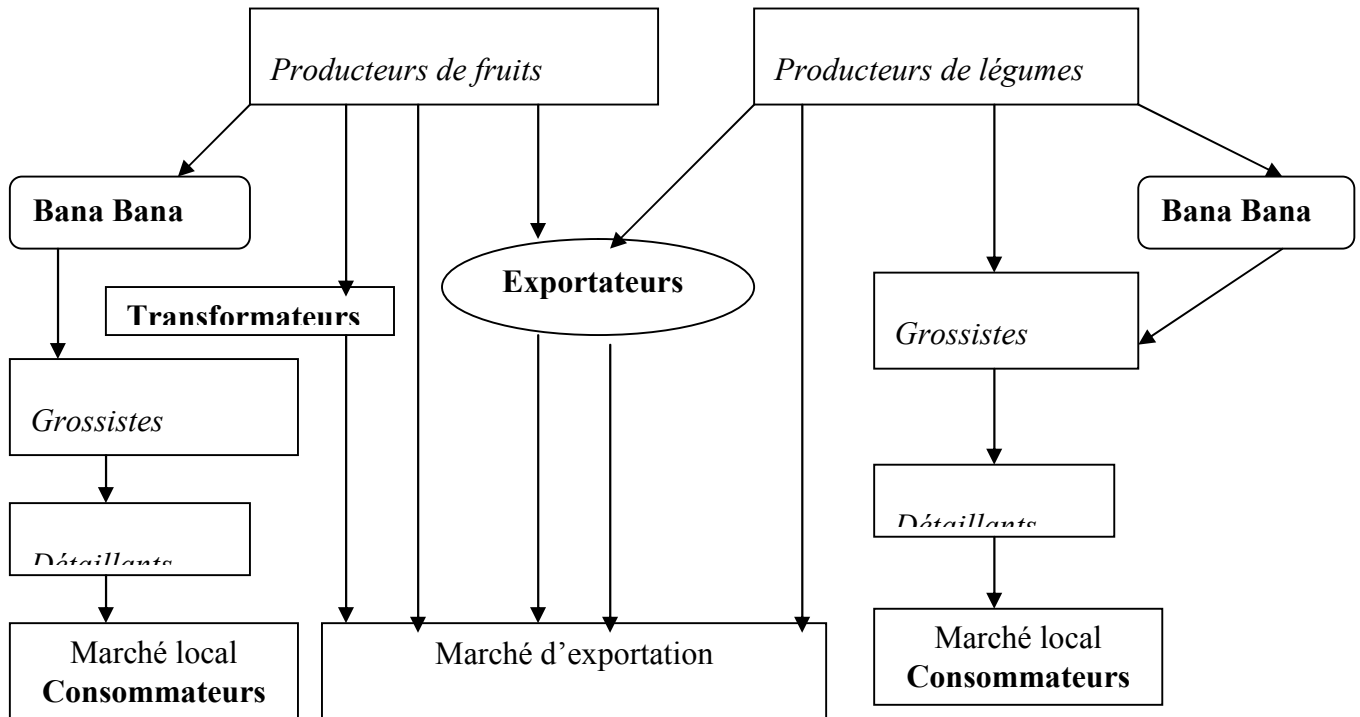 Producteurs de fruits
Producteurs de légumes
Bana Bana
Bana Bana
Exportateurs
Transformateurs
Grossistes
Grossistes
Détaillants
Détaillants
Marché local
Consommateurs
Marché d’exportation
Marché local
Consommateurs